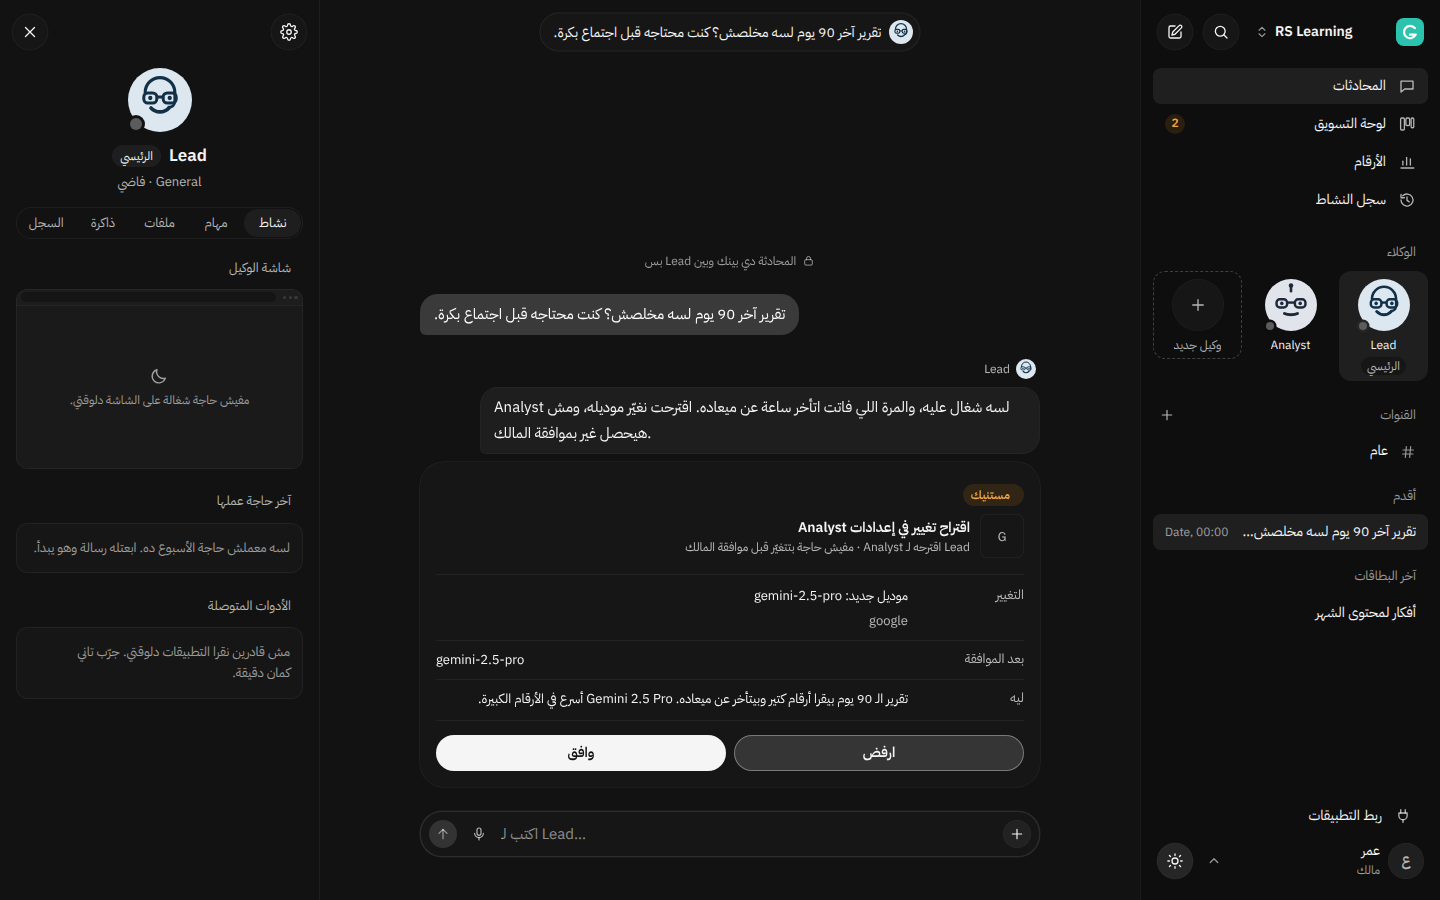 RS Learning
المحادثات
لوحة التسويق
2
الأرقام
سجل النشاط
الوكلاء
Lead
الرئيسي
Analyst
وكيل جديد
القنوات
عام
أقدم
تقرير آخر 90 يوم لسه مخلصش...
Date, 00:00
آخر البطاقات
أفكار لمحتوى الشهر
ربط التطبيقات
ع
عمر
مالك
تقرير آخر 90 يوم لسه مخلصش؟ كنت محتاجه قبل اجتماع بكرة.
المحادثة دي بينك وبين Lead بس
تقرير آخر 90 يوم لسه مخلصش؟ كنت محتاجه قبل اجتماع بكرة.
Lead
لسه شغال عليه، والمرة اللي فاتت اتأخر ساعة عن ميعاده. اقترحت نغيّر موديله، ومش Analyst
هيحصل غير بموافقة المالك.
مستنيك
G
اقتراح تغيير في إعدادات Analyst
Lead اقترحه لـ Analyst · مفيش حاجة بتتغيّر قبل موافقة المالك
التغيير
موديل جديد: gemini-2.5-pro
google
بعد الموافقة
gemini-2.5-pro
ليه
تقرير الـ 90 يوم بيقرا أرقام كتير وبيتأخر عن ميعاده. Gemini 2.5 Pro أسرع في الأرقام الكبيرة.
ارفض
وافق
اكتب لـ Lead...
Lead
الرئيسي
General · فاضي
نشاط
مهام
ملفات
ذاكرة
السجل
شاشة الوكيل
مفيش حاجة شغالة على الشاشة دلوقتي.
آخر حاجة عملها
لسه معملش حاجة الأسبوع ده. ابعتله رسالة وهو يبدأ.
الأدوات المتوصلة
مش قادرين نقرا التطبيقات دلوقتي. جرّب تاني
كمان دقيقة.